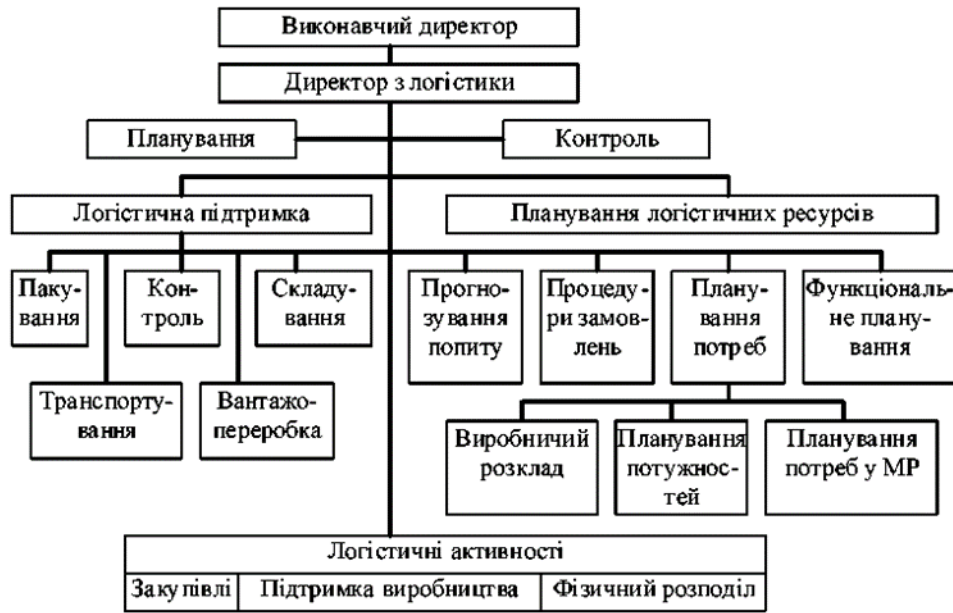 Виконавчий директор
Директор з логістики
Планування
Контроль
Логістична підтримка
Планування логістичних ресурсів
Паку-
вання
Кон-
троль
Складу-
вання
Прогно-
зування
попиту
Процеду-
ри замов-
лень
Плану-
вання
потреб
Функціональ-
не плану-
вання
Транспорту-
вання
Вантажо-
переробка
Виробничий
розклад
Планування
потужнос-
тей
Планування
потреб у МР
Логістичні активності
Закупівлі
Підтримка виробництва
Фізичний розподіл